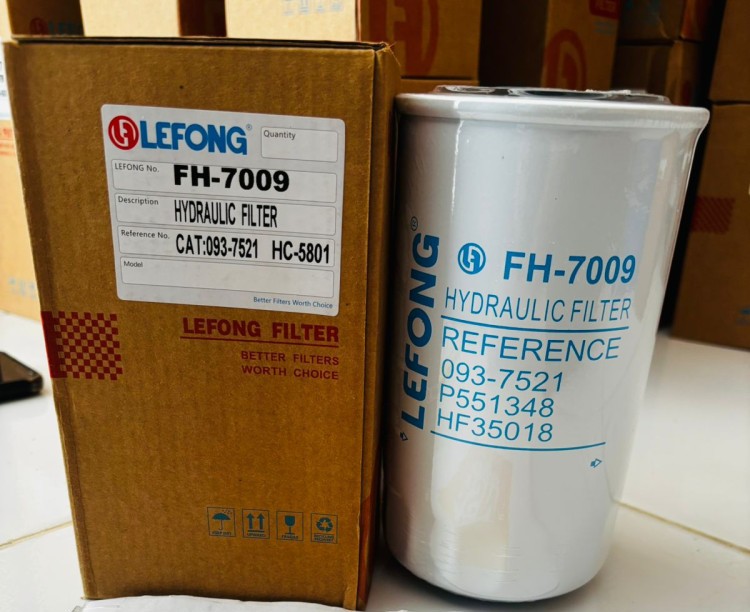 LEFONG®
Quantity
LEFONG No. FH-7009
Description HYDRAULIC FILTER
Reference No. CAT:093-7521 HC-5801
Model
Better Filters Worth Choice
LEFONG FILTER
BETTER FILTERS
WORTH CHOICE
LEFONG®
FH-7009
HYDRAULIC FILTER
REFERENCE
093-7521
P551348
HF35018